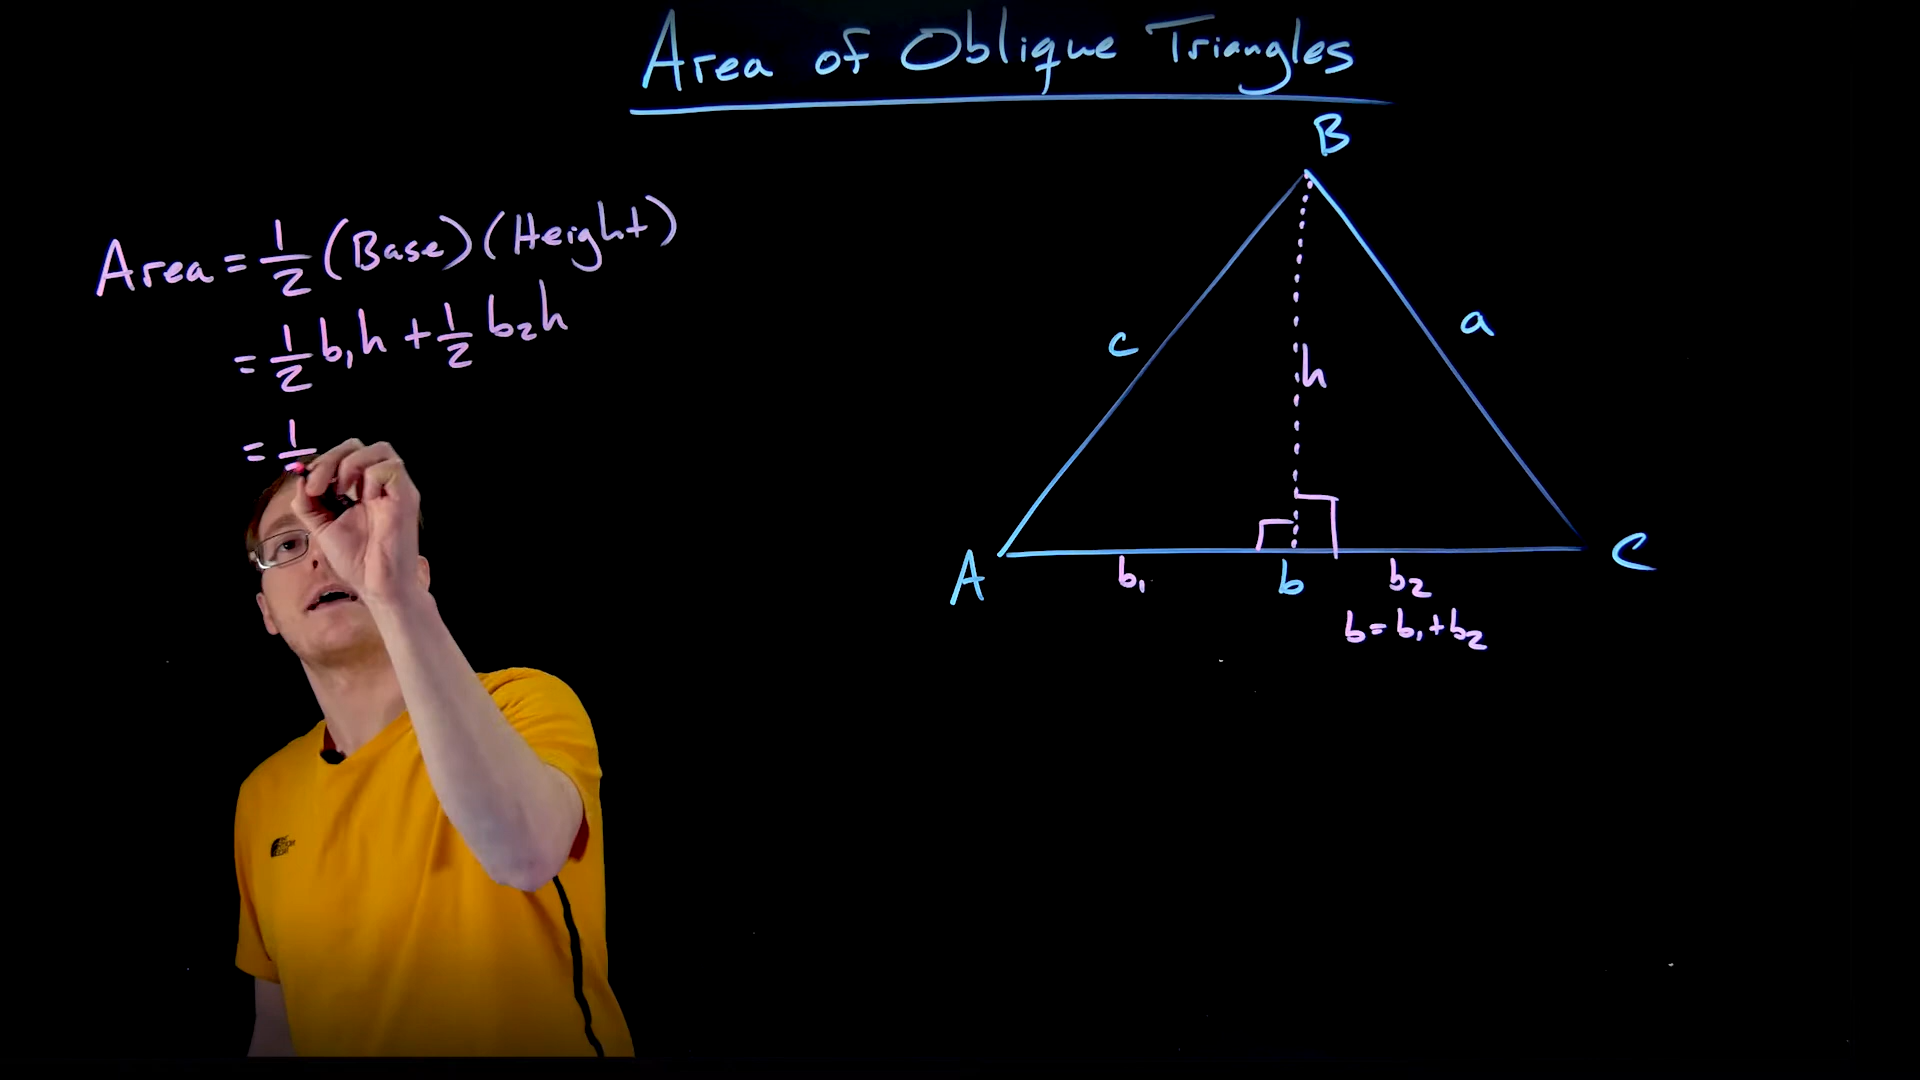 Area of Oblique Triangles
B
Area = 1/2 (Base)(Height)
= 1/2 b₁h + 1/2 b₂h
c
a
h
= 1
A
b₁
b
b₂
C
b = b₁ + b₂